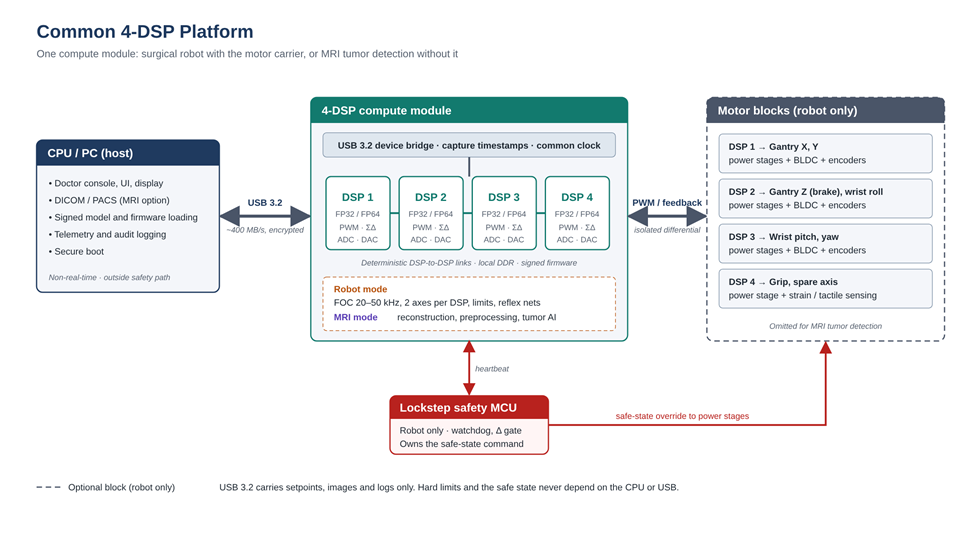 Common 4-DSP Platform
One compute module: surgical robot with the motor carrier, or MRI tumor detection without it
CPU / PC (host)
• Doctor console, UI, display
• DICOM / PACS (MRI option)
• Signed model and firmware loading
• Telemetry and audit logging
• Secure boot
Non-real-time · outside safety path
USB 3.2
~400 MB/s, encrypted
4-DSP compute module
USB 3.2 device bridge · capture timestamps · common clock
DSP 1
FP32 / FP64
PWM · ΣΔ
ADC · DAC
DSP 2
FP32 / FP64
PWM · ΣΔ
ADC · DAC
DSP 3
FP32 / FP64
PWM · ΣΔ
ADC · DAC
DSP 4
FP32 / FP64
PWM · ΣΔ
ADC · DAC
Deterministic DSP-to-DSP links · local DDR · signed firmware
Robot mode
FOC 20–50 kHz, 2 axes per DSP, limits, reflex nets
MRI mode reconstruction, preprocessing, tumor AI
PWM / feedback
isolated differential
Motor blocks (robot only)
DSP 1 → Gantry X, Y
power stages + BLDC + encoders
DSP 2 → Gantry Z (brake), wrist roll
power stages + BLDC + encoders
DSP 3 → Wrist pitch, yaw
power stages + BLDC + encoders
DSP 4 → Grip, spare axis
power stage + strain / tactile sensing
Omitted for MRI tumor detection
heartbeat
Lockstep safety MCU
Robot only · watchdog, Δ gate
Owns the safe-state command
safe-state override to power stages
Optional block (robot only)
USB 3.2 carries setpoints, images and logs only. Hard limits and the safe state never depend on the CPU or USB.